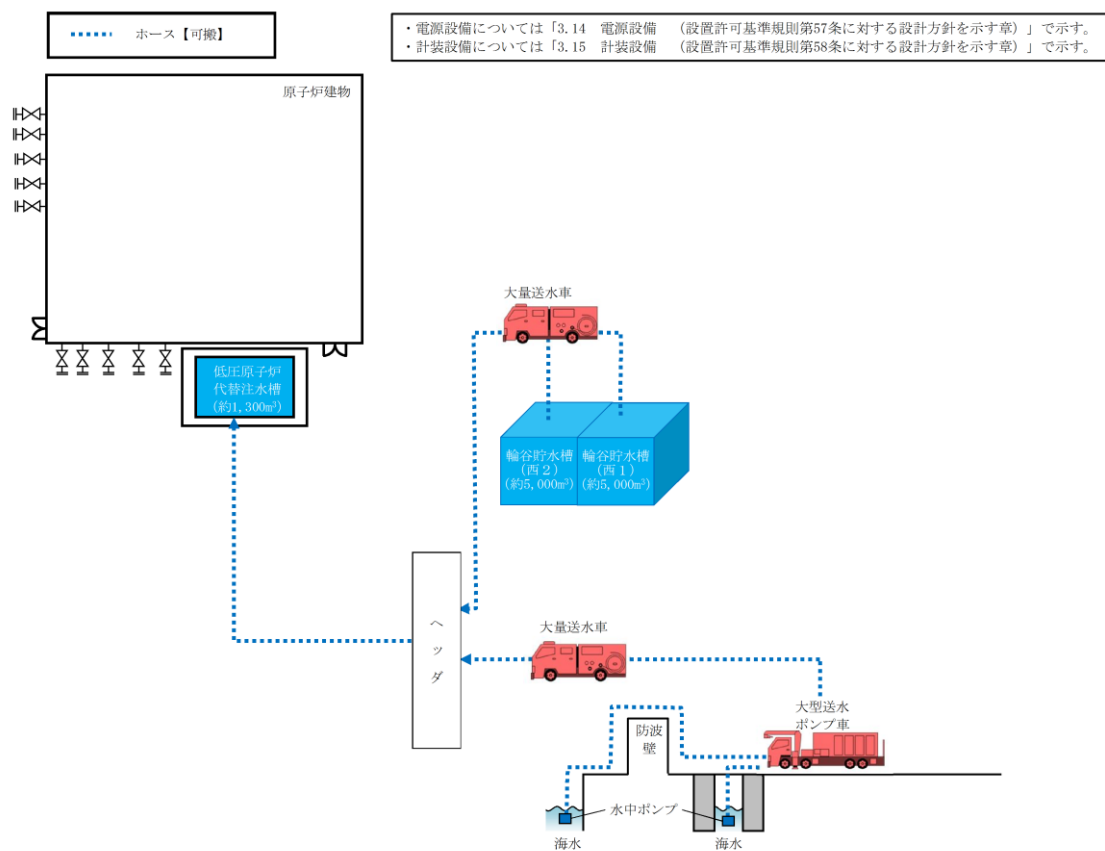 ホース【可搬】
・電源設備については「3.14　電源設備　（設置許可基準規則第57条に対する設計方針を示す章）」で示す。
・計装設備については「3.15　計装設備　（設置許可基準規則第58条に対する設計方針を示す章）」で示す。
原子炉建物
大量送水車
低圧原子炉
代替注水槽
(約1,300m³)
輪谷貯水槽
(西2)
(約5,000m³)
輪谷貯水槽
(西1)
(約5,000m³)
ヘッダ
大量送水車
大型送水
ポンプ車
防波
壁
水中ポンプ
海水
海水